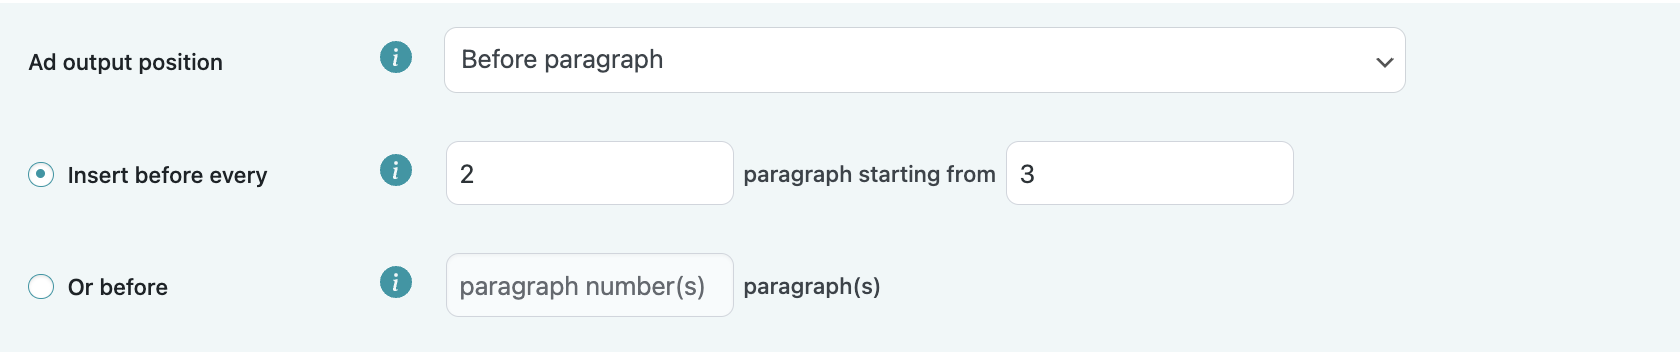 Ad output position i Before paragraph
Insert before every i 2 paragraph starting from 3
Or before i paragraph number(s) paragraph(s)